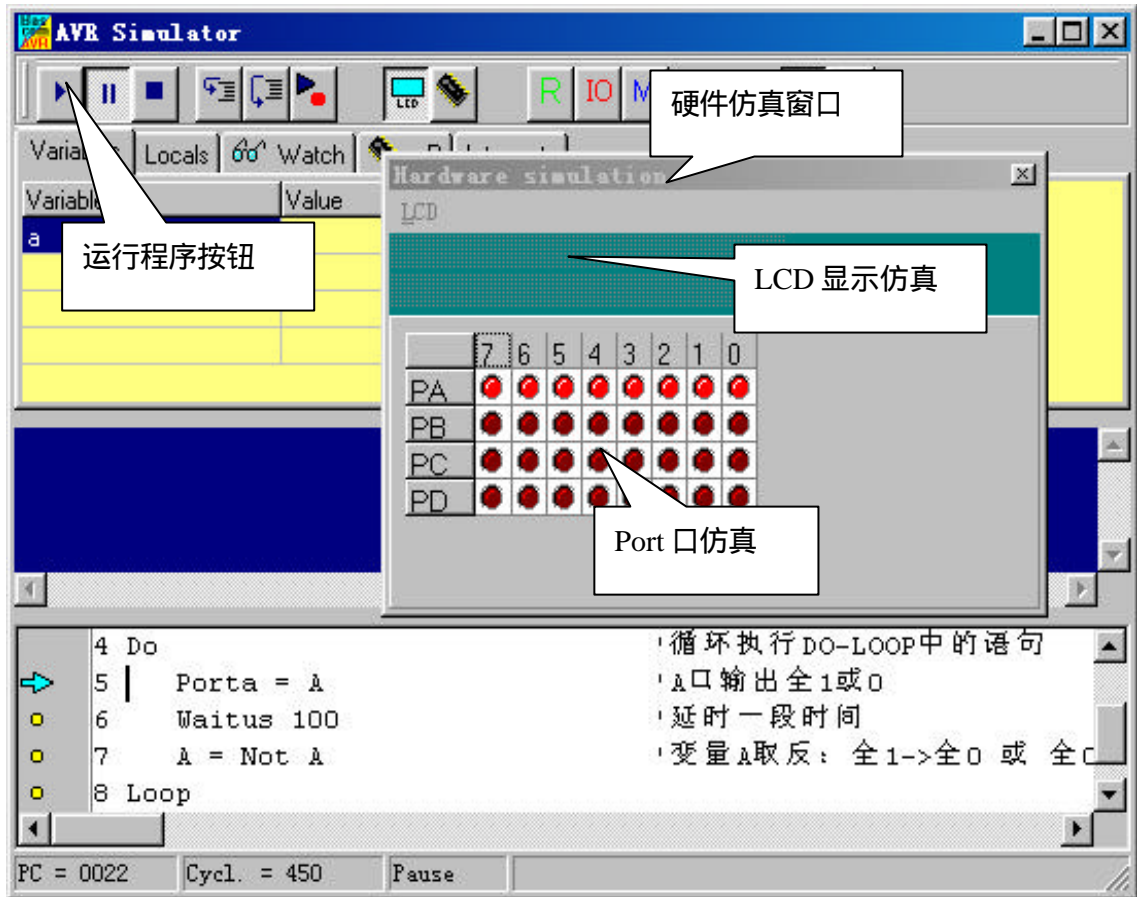 AVR Simulator
LCD
R IO M
硬件仿真窗口
Locals Watch
Variable Value
a
运行程序按钮
Hardware simulation
LCD
LCD 显示仿真
7 6 5 4 3 2 1 0
PA
PB
PC
PD
Port 口仿真
4 Do '循环执行DO-LOOP中的语句
5 Porta = A 'A口输出全1或0
6 Waitus 100 '延时一段时间
7 A = Not A '变量A取反：全1->全0 或 全0
8 Loop
PC = 0022 Cycl. = 450 Pause